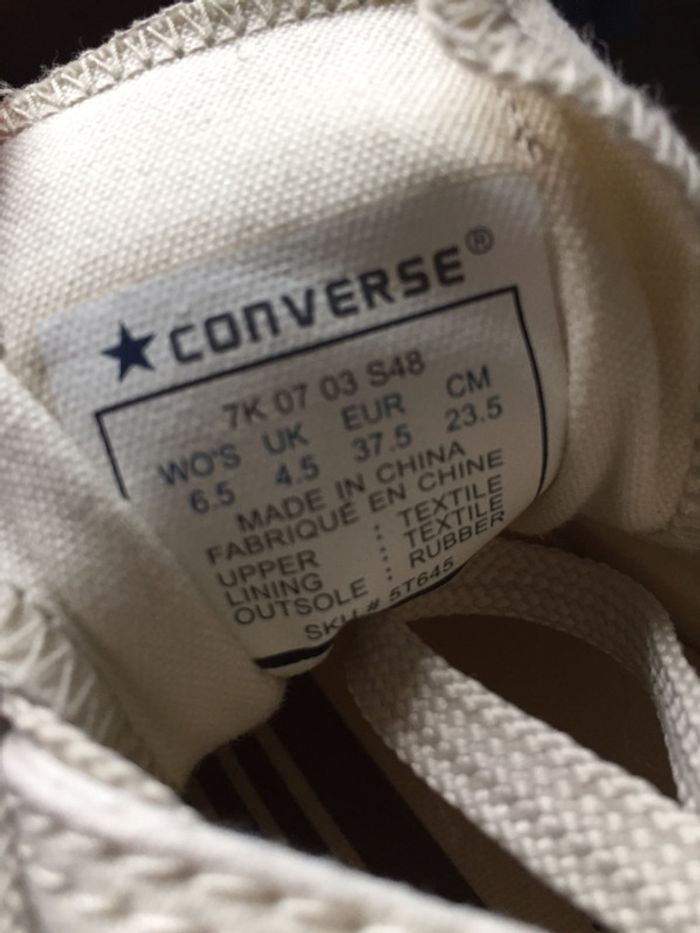 ★CONVERSE®
7K 07 03 S48
WO'S UK EUR CM
6.5 4.5 37.5 23.5
MADE IN CHINA
FABRIQUÉ EN CHINE
UPPER : TEXTILE
LINING : TEXTILE
OUTSOLE : RUBBER
SKU # 5T645